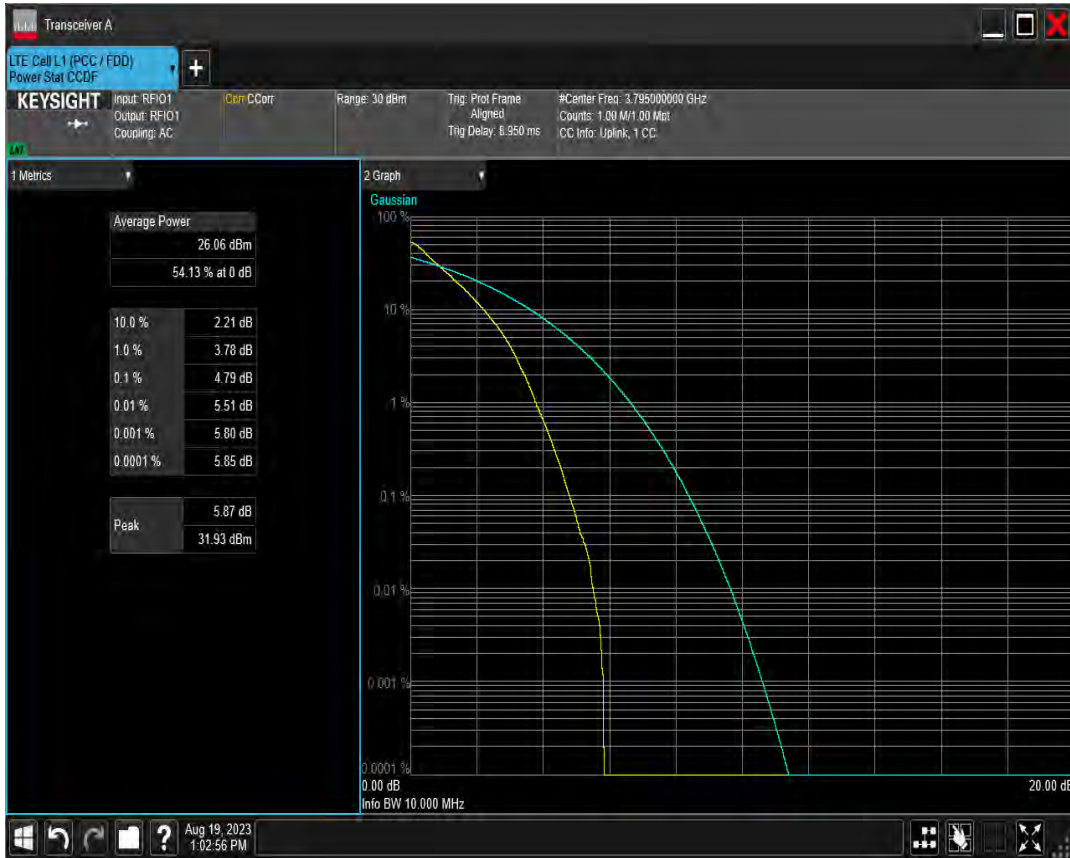 Transceiver A
LTE Cell L1 (PCC / FDD)
Power Stat CCDF
+
KEYSIGHT
Input: RFIO1
Output: RFIO1
Coupling: AC
Corr CCorr
Range: 30 dBm
Trig: Prot Frame
Aligned
Trig Delay: 8.950 ms
#Center Freq: 3.795000000 GHz
Counts: 1.00 M/1.00 Mpt
CC Info: Uplink, 1 CC
1 Metrics
Average Power
26.06 dBm
54.13 % at 0 dB
10.0 % 2.21 dB
1.0 % 3.78 dB
0.1 % 4.79 dB
0.01 % 5.51 dB
0.001 % 5.80 dB
0.0001 % 5.85 dB
Peak
5.87 dB
31.93 dBm
2 Graph
Gaussian
100 %
10 %
1 %
0.1 %
0.01 %
0.001 %
0.0001 %
0.00 dB 20.00 dB
Info BW 10.000 MHz
?
Aug 19, 2023
1:02:56 PM